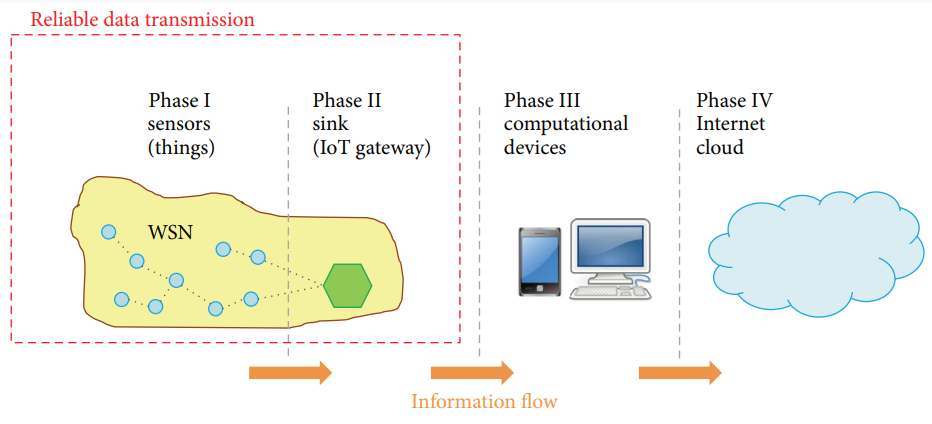 Reliable data transmission
Phase I
sensors
(things)
Phase II
sink
(IoT gateway)
Phase III
computational
devices
Phase IV
Internet
cloud
WSN
Information flow